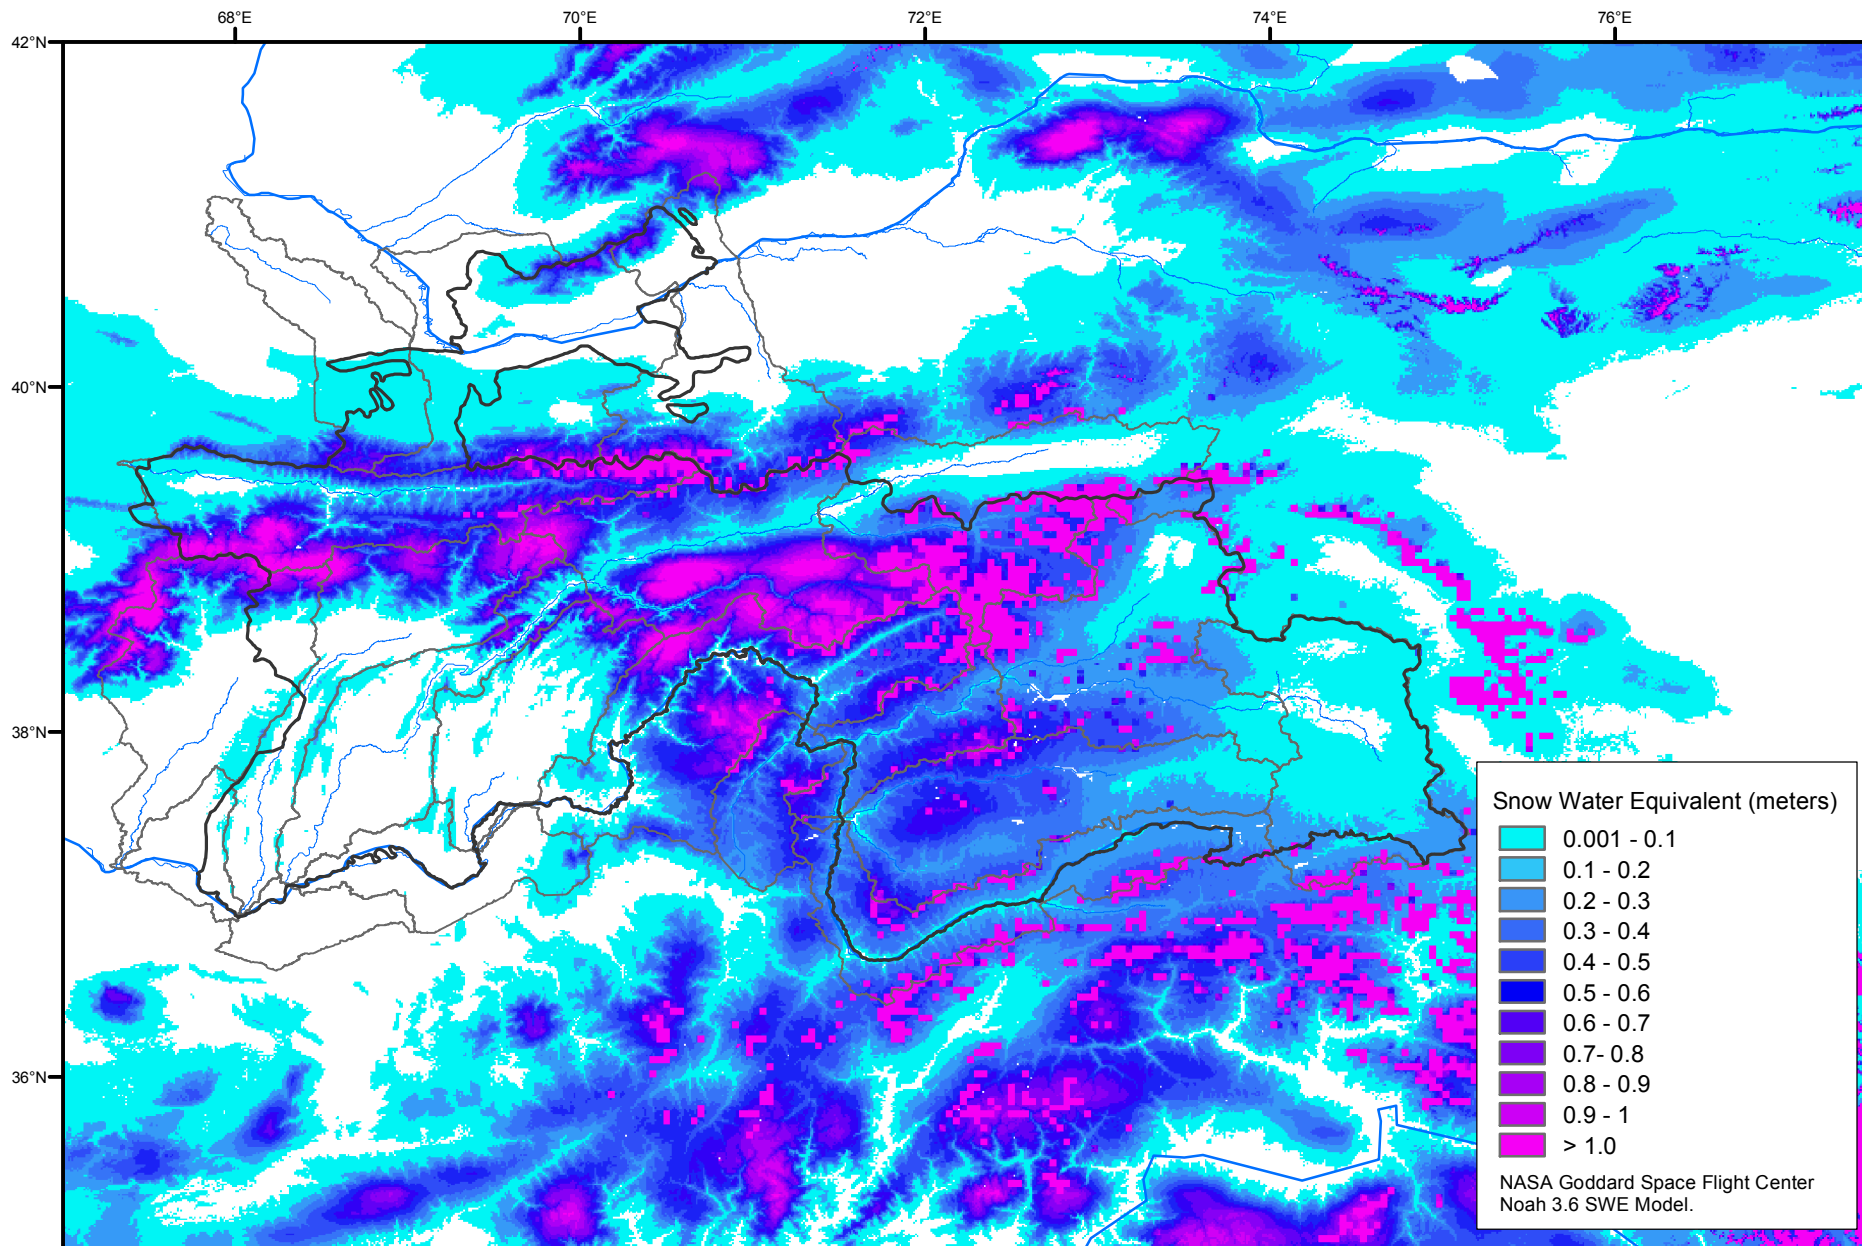 68°E 70°E 72°E 74°E 76°E
42°N
40°N
38°N
36°N
Snow Water Equivalent (meters)
0.001 - 0.1
0.1 - 0.2
0.2 - 0.3
0.3 - 0.4
0.4 - 0.5
0.5 - 0.6
0.6 - 0.7
0.7- 0.8
0.8 - 0.9
0.9 - 1
> 1.0
NASA Goddard Space Flight Center
Noah 3.6 SWE Model.